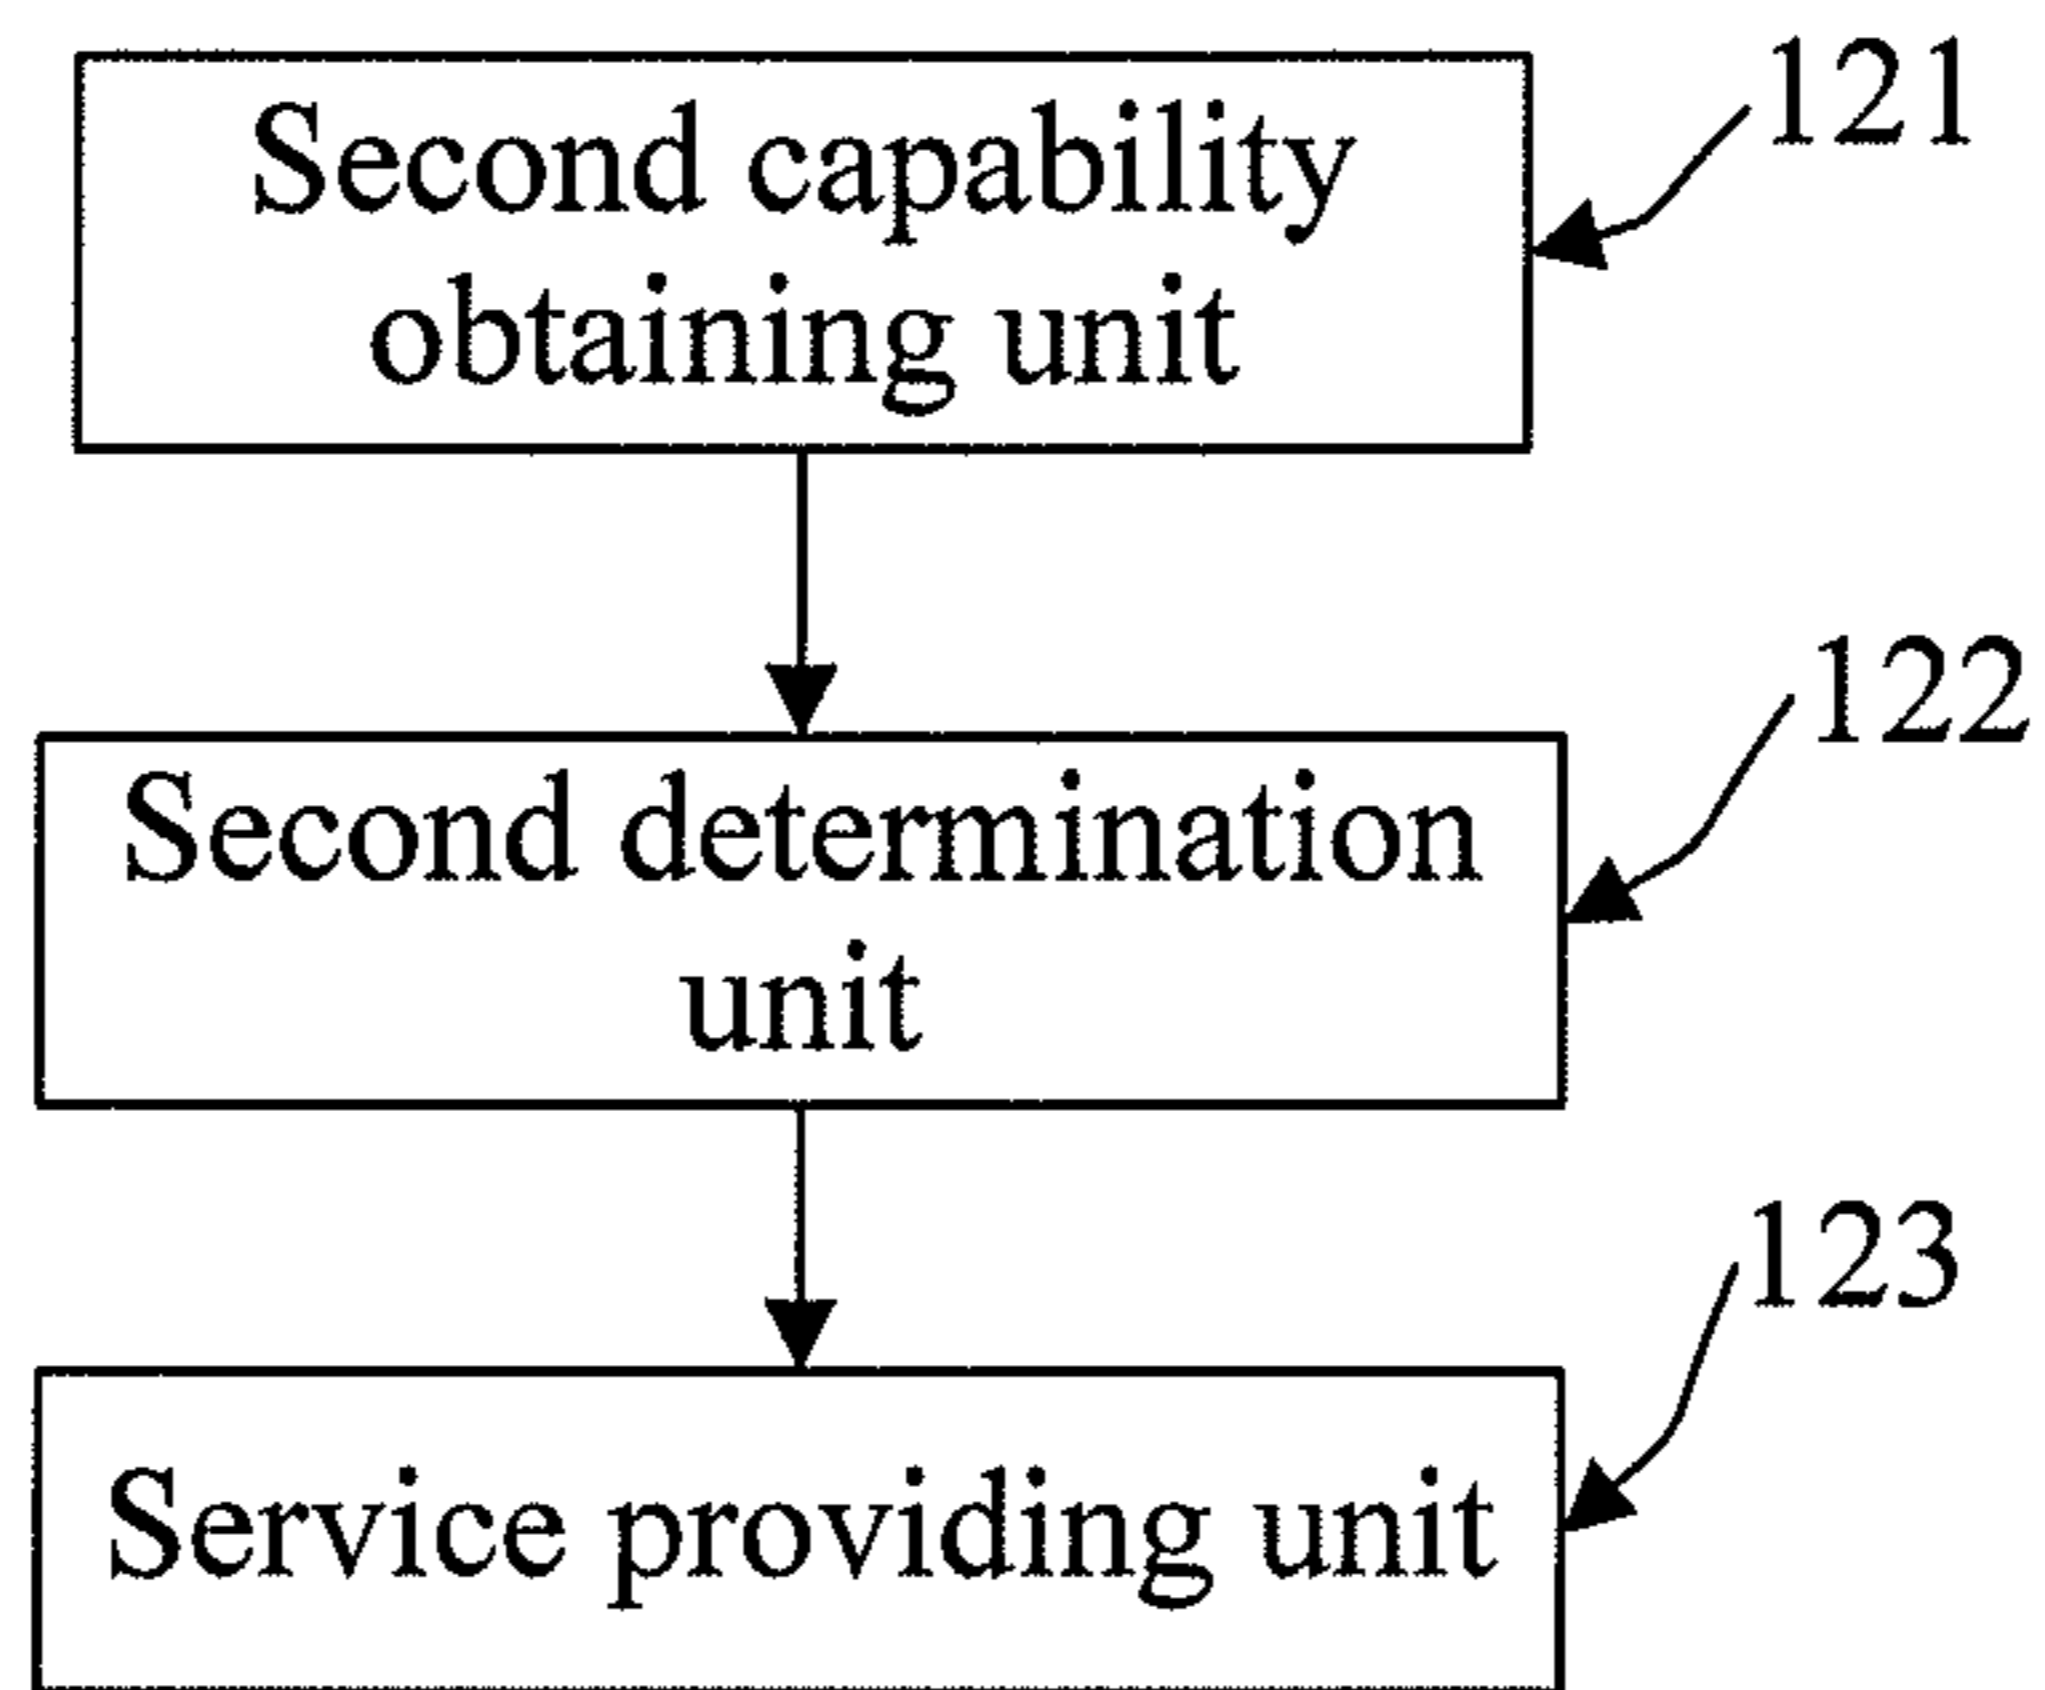 Second capability
obtaining unit
121
Second determination
unit
122
Service providing unit
123